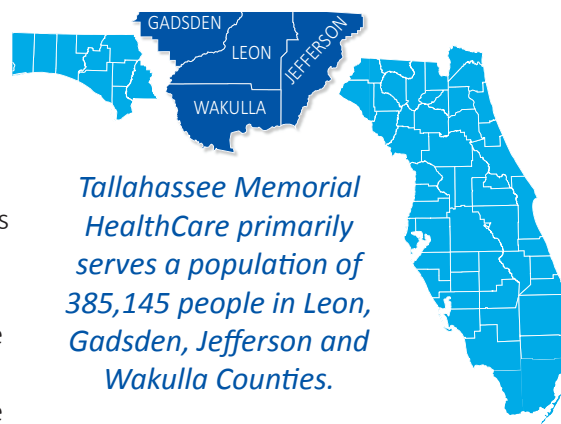 GADSDEN
LEON
JEFFERSON
WAKULLA
Tallahassee Memorial
HealthCare primarily
serves a population of
385,145 people in Leon,
Gadsden, Jefferson and
Wakulla Counties.
s
e
e